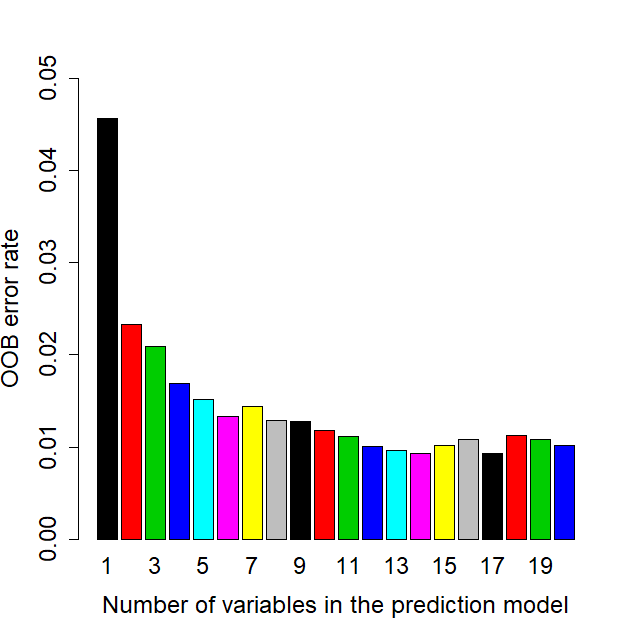 OOB error rate
0.05
0.04
0.03
0.02
0.01
0.00
1 3 5 7 9 11 13 15 17 19
Number of variables in the prediction model